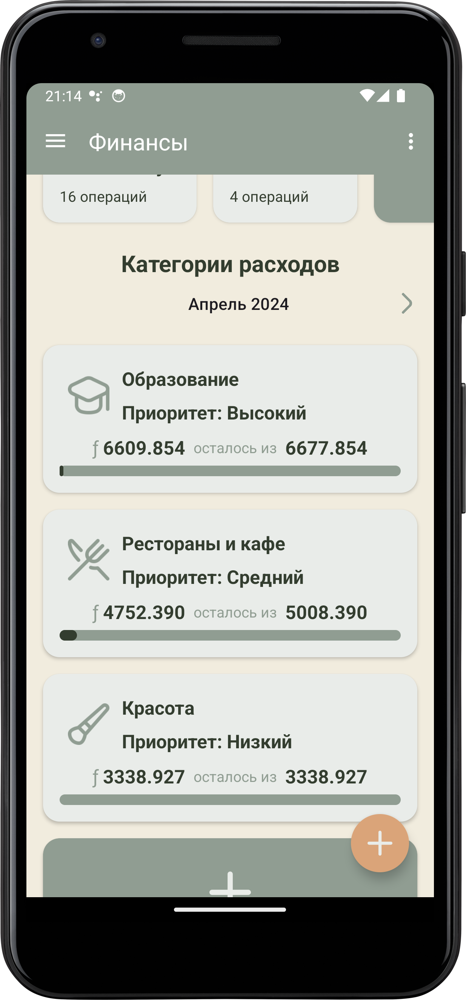 21:14
Финансы
16 операций
4 операций
Категории расходов
Апрель 2024
Образование
Приоритет: Высокий
ƒ 6609.854 осталось из 6677.854
Рестораны и кафе
Приоритет: Средний
ƒ 4752.390 осталось из 5008.390
Красота
Приоритет: Низкий
ƒ 3338.927 осталось из 3338.927